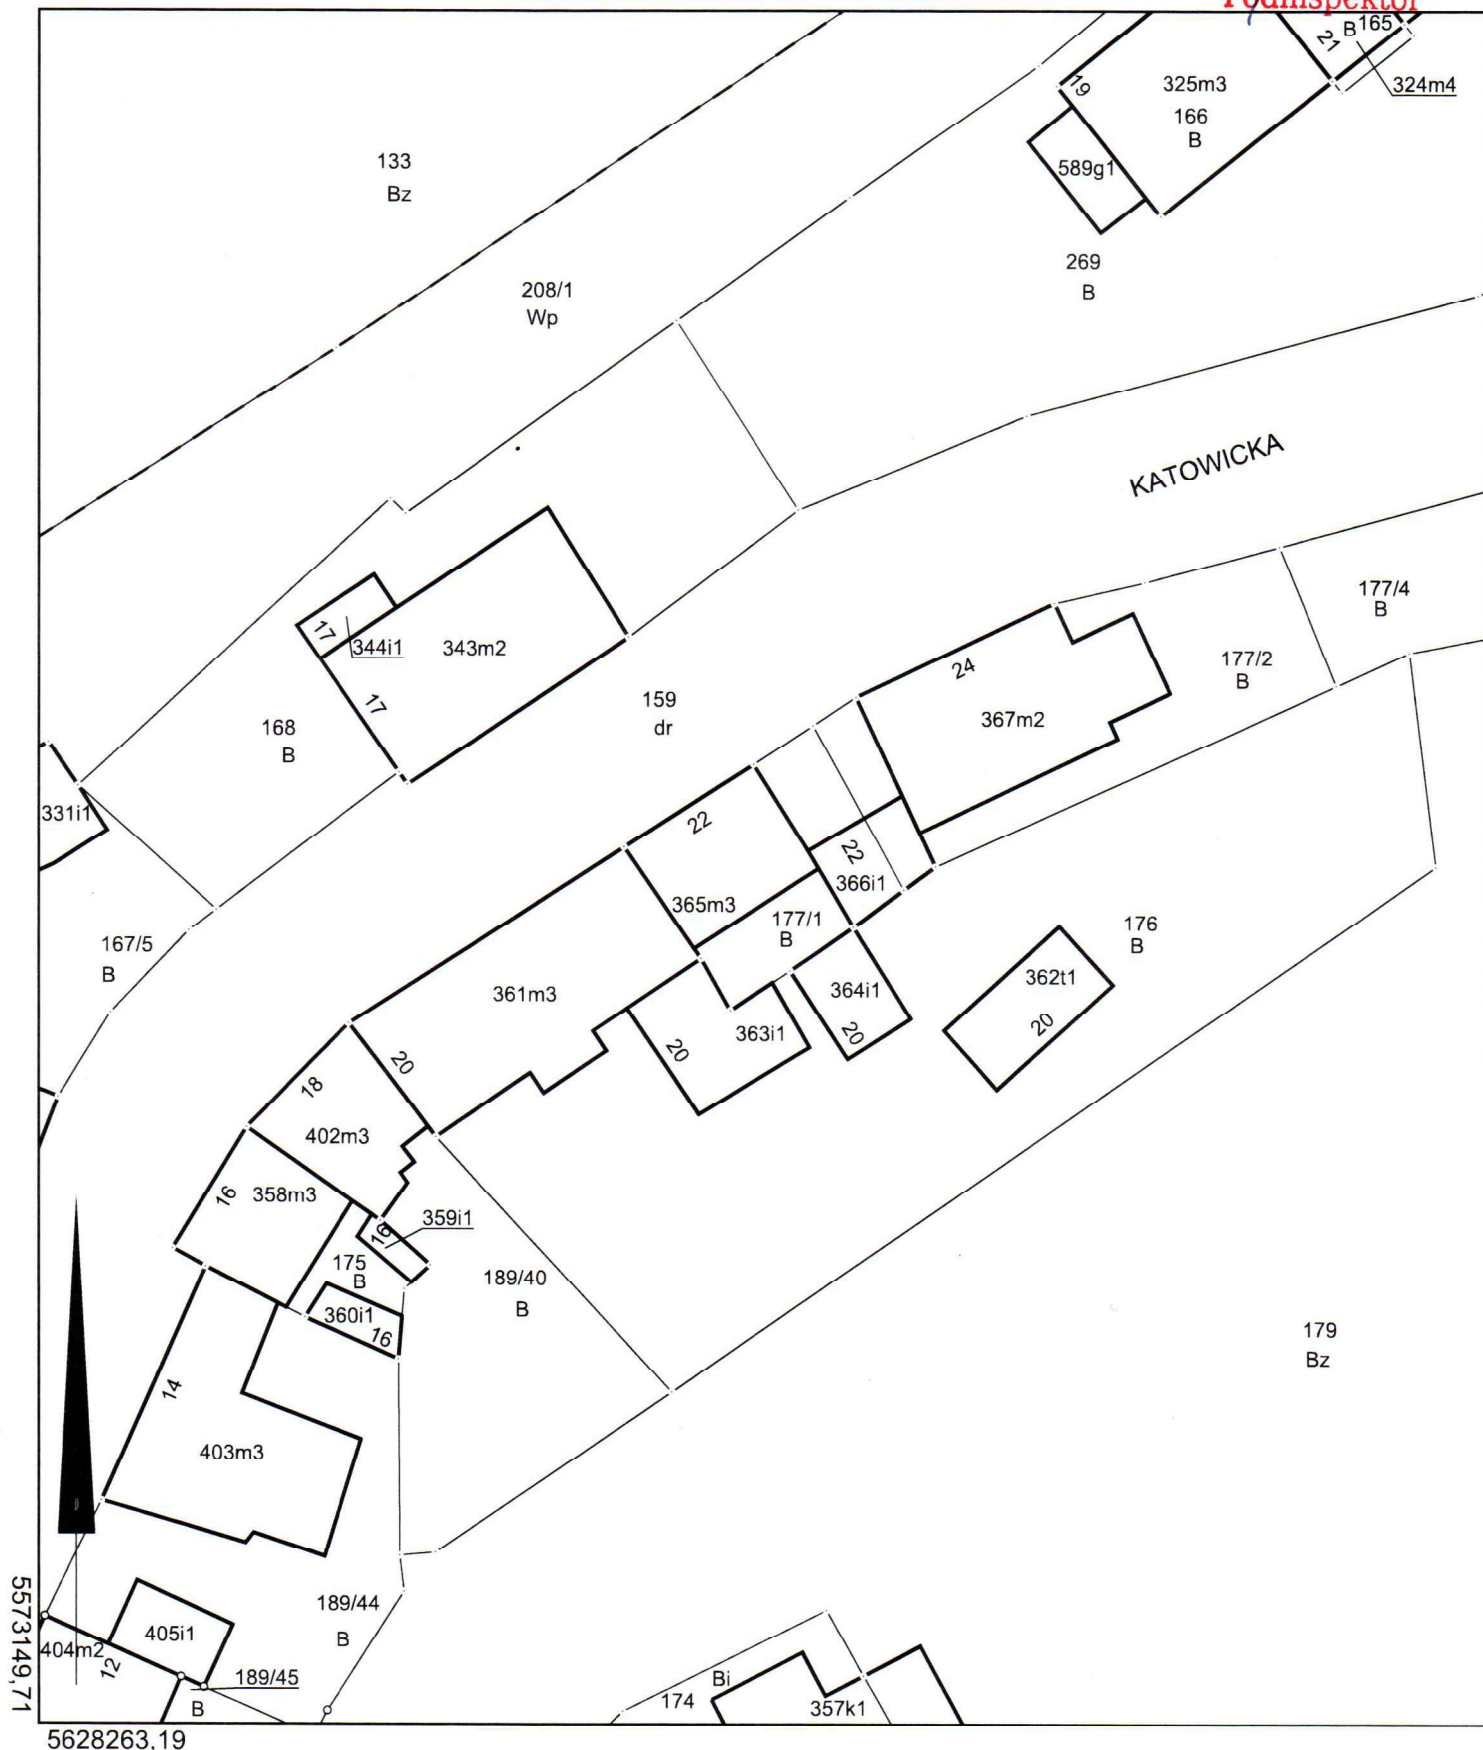 Podinspektor
B 165
21
324m4
19
325m3
166
B
589g1
133
Bz
269
B
208/1
Wp
KATOWICKA
177/4
B
177/2
B
17
344i1
343m2
17
159
dr
24
367m2
168
B
331i1
22
22
366i1
365m3
177/1
B
176
B
167/5
B
361m3
364i1
20
362t1
20
363i1
20
20
18
402m3
16
358m3
16
359i1
175
B
189/40
B
360i1
16
179
Bz
14
403m3
189/44
B
405i1
404m2
12
189/45
B
Bi
174
357k1
5573149,71
5628263,19